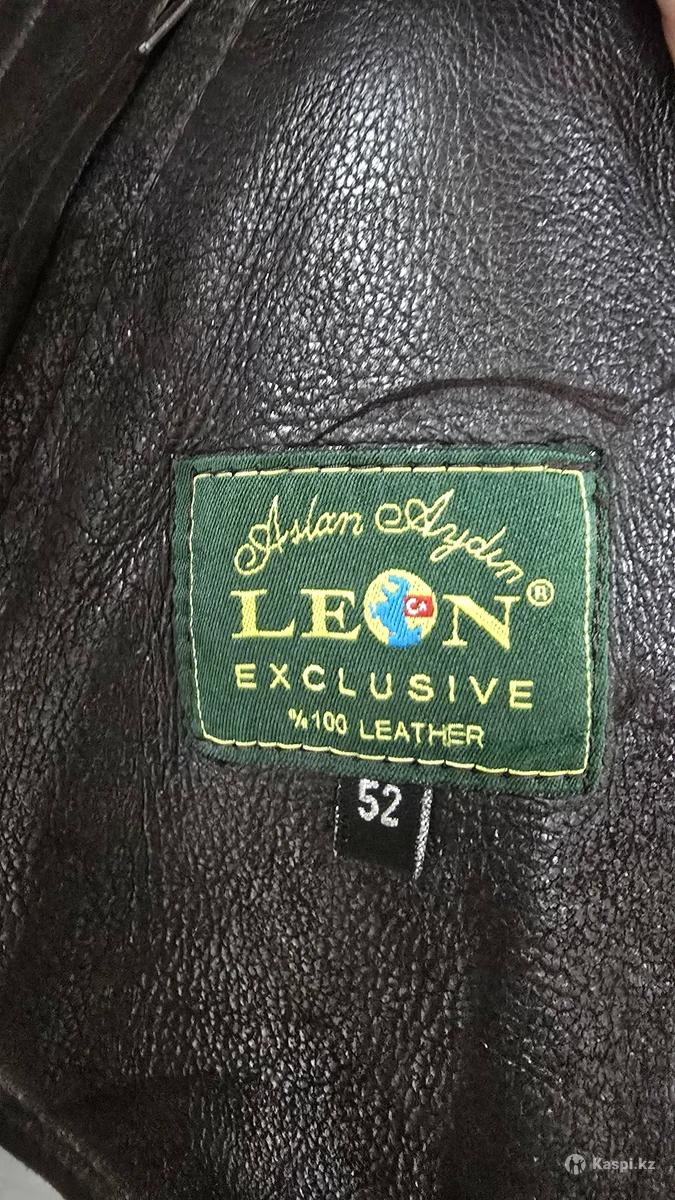 Aslan Aydın
LEON®
EXCLUSIVE
%100 LEATHER
52
Kaspi.kz